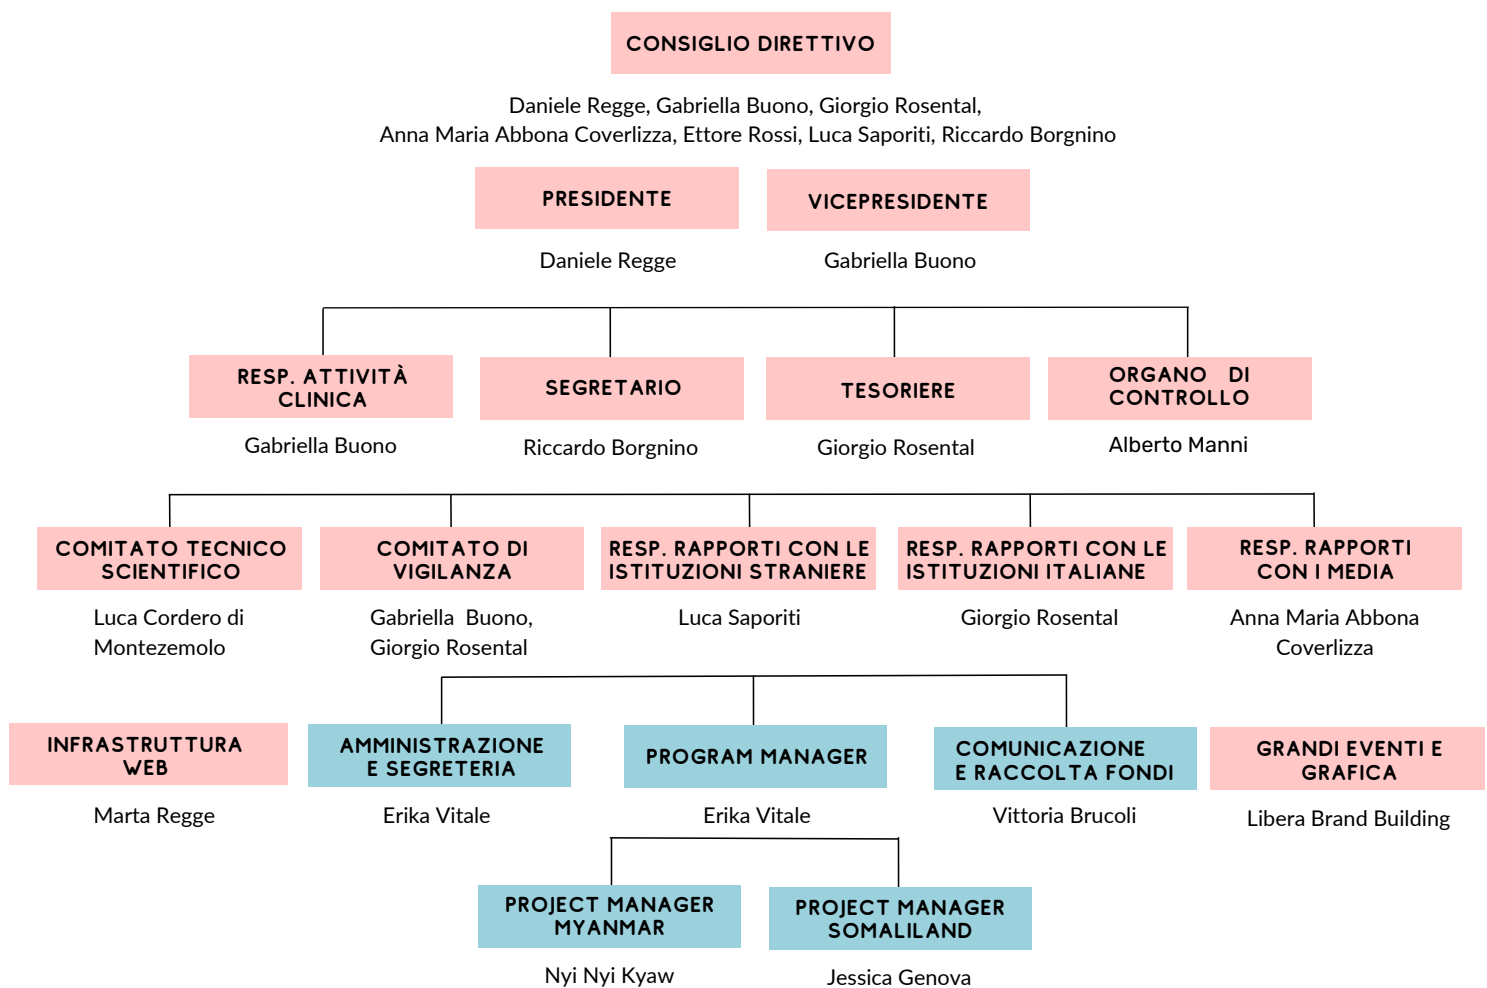 CONSIGLIO DIRETTIVO
Daniele Regge, Gabriella Buono, Giorgio Rosental,
Anna Maria Abbona Coverlizza, Ettore Rossi, Luca Saporiti, Riccardo Borgnino
PRESIDENTE
VICEPRESIDENTE
Daniele Regge
Gabriella Buono
RESP. ATTIVITÀ
CLINICA
SEGRETARIO
TESORIERE
ORGANO DI
CONTROLLO
Gabriella Buono
Riccardo Borgnino
Giorgio Rosental
Alberto Manni
COMITATO TECNICO
SCIENTIFICO
COMITATO DI
VIGILANZA
RESP. RAPPORTI CON LE
ISTITUZIONI STRANIERE
RESP. RAPPORTI CON LE
ISTITUZIONI ITALIANE
RESP. RAPPORTI
CON I MEDIA
Luca Cordero di
Montezemolo
Gabriella Buono,
Giorgio Rosental
Luca Saporiti
Giorgio Rosental
Anna Maria Abbona
Coverlizza
INFRASTRUTTURA
WEB
AMMINISTRAZIONE
E SEGRETERIA
PROGRAM MANAGER
COMUNICAZIONE
E RACCOLTA FONDI
GRANDI EVENTI E
GRAFICA
Marta Regge
Erika Vitale
Erika Vitale
Vittoria Brucoli
Libera Brand Building
PROJECT MANAGER
MYANMAR
PROJECT MANAGER
SOMALILAND
Nyi Nyi Kyaw
Jessica Genova